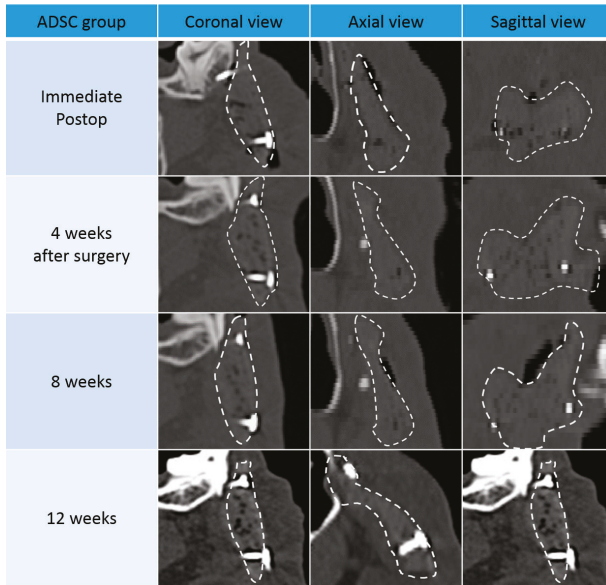 ADSC group Coronal view Axial view Sagittal view
Immediate
Postop
4 weeks
after surgery
8 weeks
12 weeks